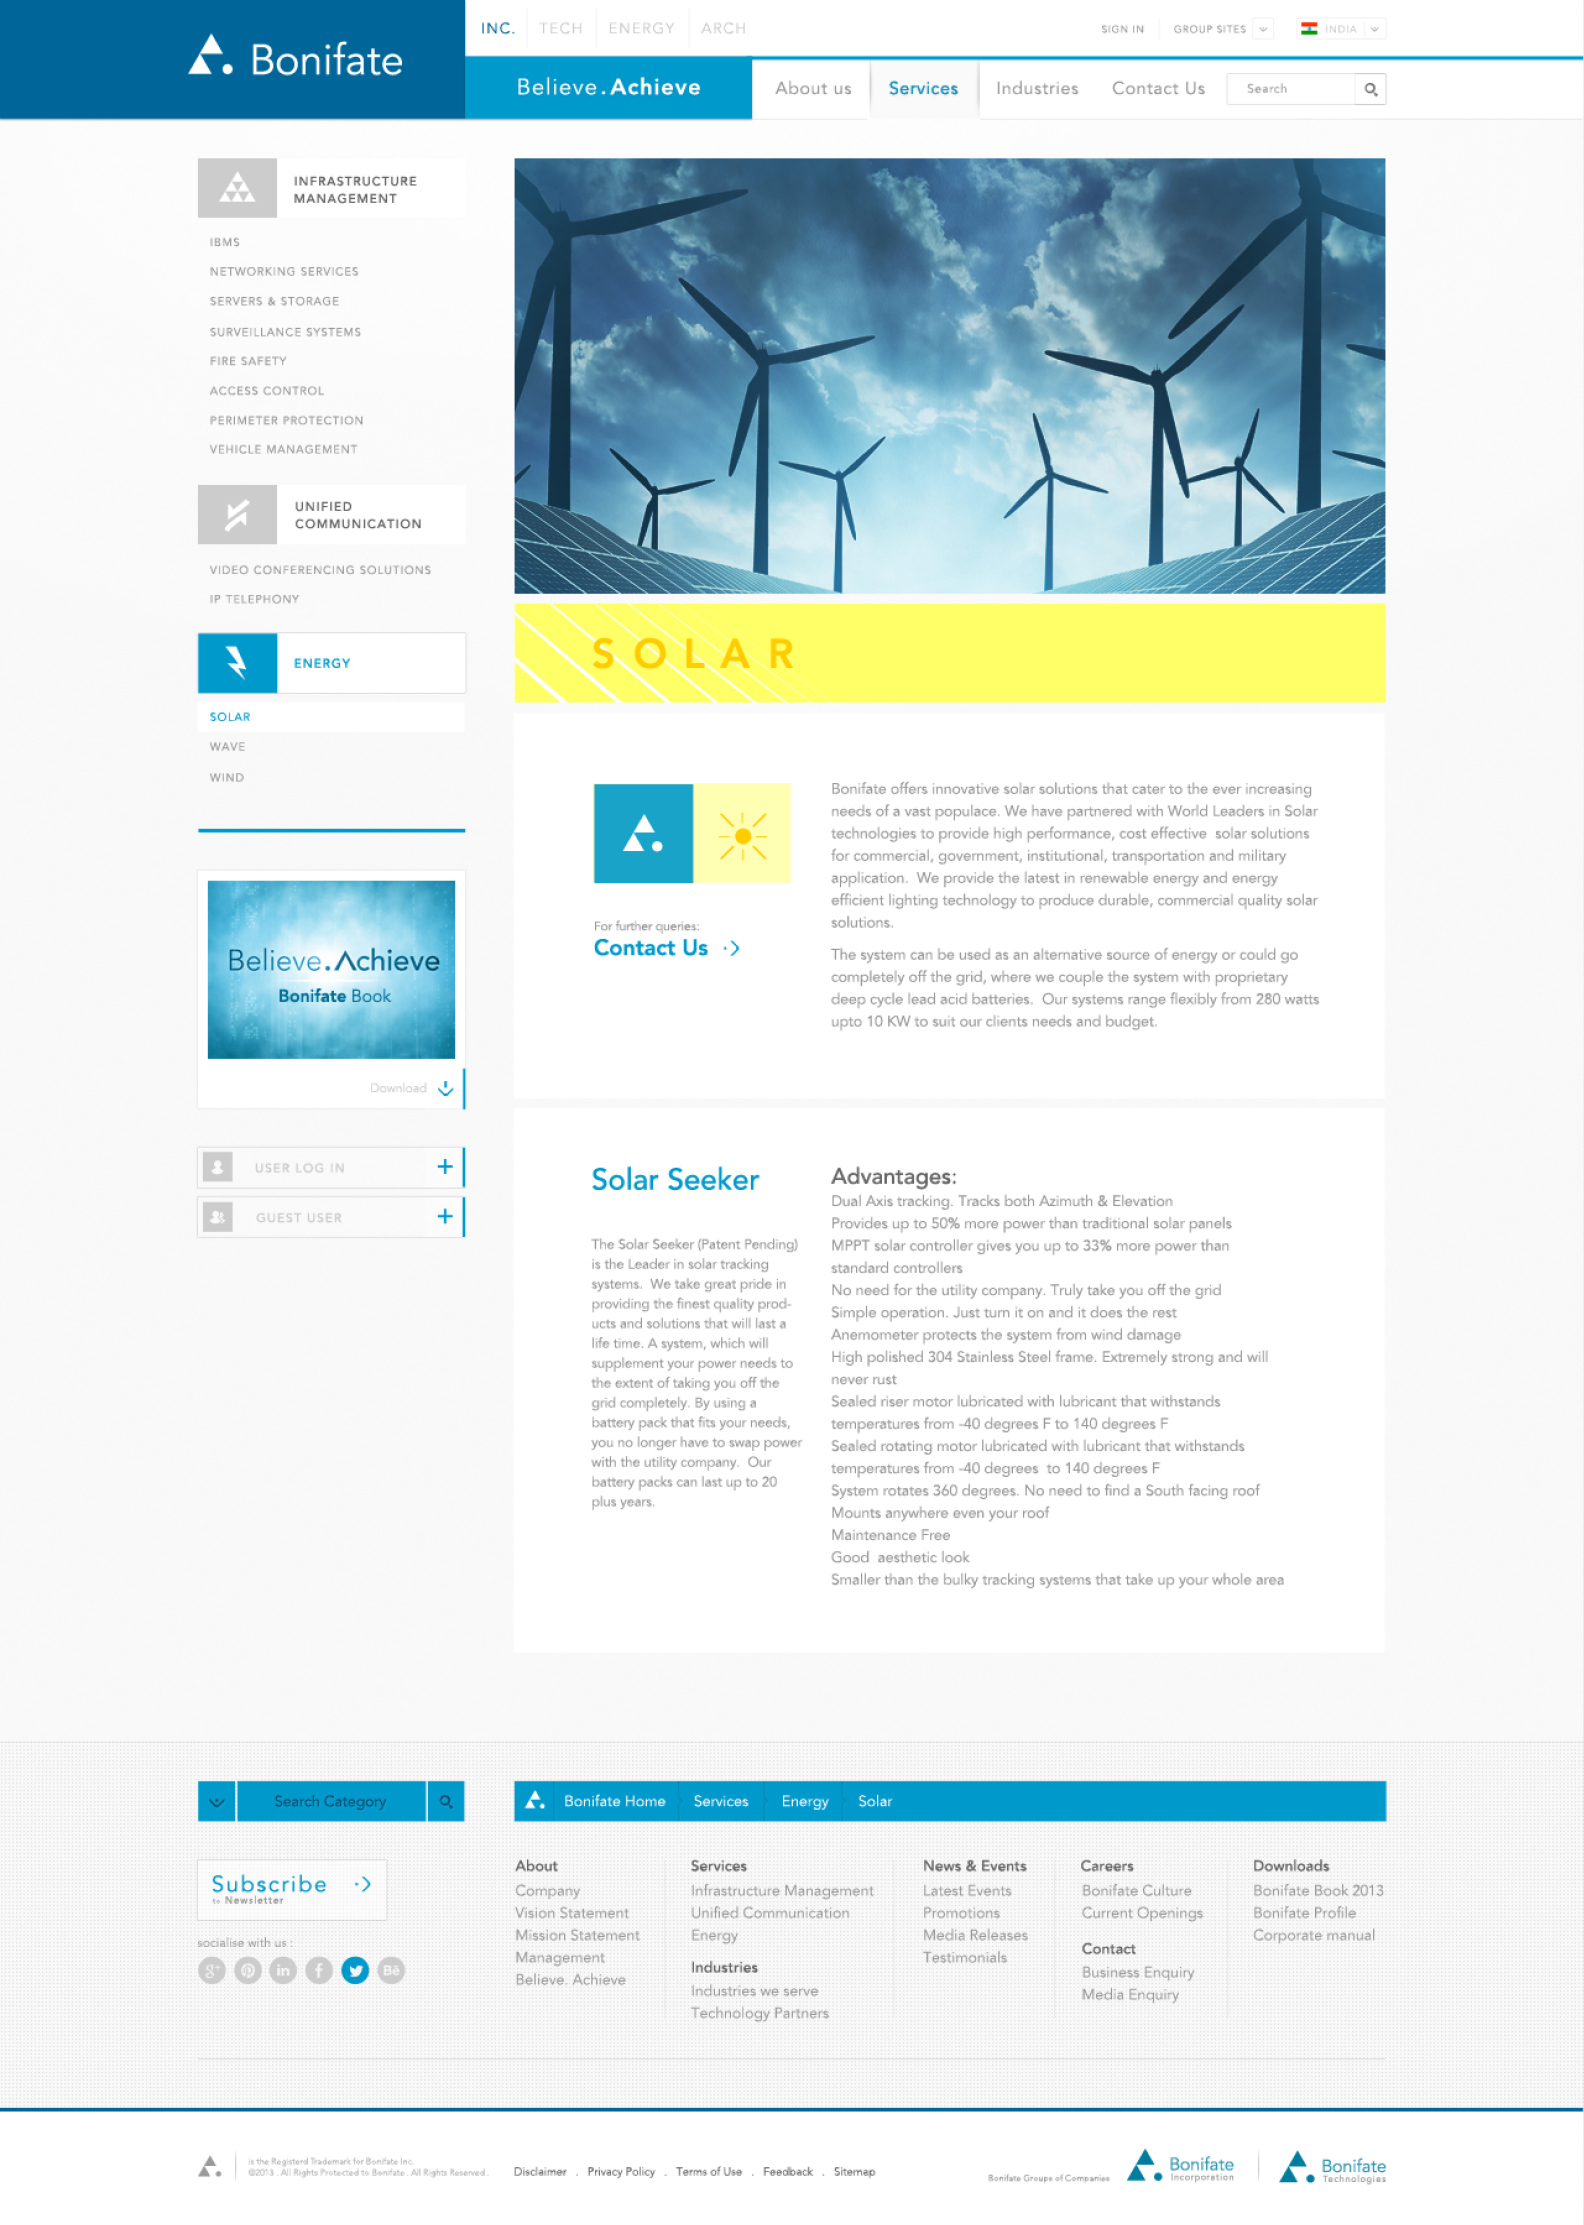 Bonifate
INC.
TECH
ENERGY
ARCH
SIGN IN
GROUP SITES
INDIA
Believe.Achieve
About us
Services
Industries
Contact Us
Search
INFRASTRUCTURE
MANAGEMENT
IBMS
NETWORKING SERVICES
SERVERS & STORAGE
SURVEILLANCE SYSTEMS
FIRE SAFETY
ACCESS CONTROL
PERIMETER PROTECTION
VEHICLE MANAGEMENT
UNIFIED
COMMUNICATION
VIDEO CONFERENCING SOLUTIONS
IP TELEPHONY
ENERGY
SOLAR
WAVE
WIND
Believe.Achieve
Bonifate Book
Download
USER LOG IN
GUEST USER
SOLAR
For further queries:
Contact Us
Bonifate offers innovative solar solutions that cater to the ever increasing
needs of a vast populace. We have partnered with World Leaders in Solar
technologies to provide high performance, cost effective solar solutions
for commercial, government, institutional, transportation and military
application. We provide the latest in renewable energy and energy
efficient lighting technology to produce durable, commercial quality solar
solutions.
The system can be used as an alternative source of energy or could go
completely off the grid, where we couple the system with proprietary
deep cycle lead acid batteries. Our systems range flexibly from 280 watts
upto 10 KW to suit our clients needs and budget.
Solar Seeker
The Solar Seeker (Patent Pending)
is the Leader in solar tracking
systems. We take great pride in
providing the finest quality prod-
ucts and solutions that will last a
life time. A system, which will
supplement your power needs to
the extent of taking you off the
grid completely. By using a
battery pack that fits your needs,
you no longer have to swap power
with the utility company. Our
battery packs can last up to 20
plus years.
Advantages:
Dual Axis tracking. Tracks both Azimuth & Elevation
Provides up to 50% more power than traditional solar panels
MPPT solar controller gives you up to 33% more power than
standard controllers
No need for the utility company. Truly take you off the grid
Simple operation. Just turn it on and it does the rest
Anemometer protects the system from wind damage
High polished 304 Stainless Steel frame. Extremely strong and will
never rust
Sealed riser motor lubricated with lubricant that withstands
temperatures from -40 degrees F to 140 degrees F
Sealed rotating motor lubricated with lubricant that withstands
temperatures from -40 degrees to 140 degrees F
System rotates 360 degrees. No need to find a South facing roof
Mounts anywhere even your roof
Maintenance Free
Good aesthetic look
Smaller than the bulky tracking systems that take up your whole area
Search Category
Bonifate Home
Services
Energy
Solar
Subscribe
to Newsletter
socialise with us :
g+
in
f
Bē
About
Company
Vision Statement
Mission Statement
Management
Believe. Achieve
Services
Infrastructure Management
Unified Communication
Energy
Industries
Industries we serve
Technology Partners
News & Events
Latest Events
Promotions
Media Releases
Testimonials
Careers
Bonifate Culture
Current Openings
Contact
Business Enquiry
Media Enquiry
Downloads
Bonifate Book 2013
Bonifate Profile
Corporate manual
is the Registerd Trademark for Bonifate Inc.
©2013 . All Rights Protected to Bonifate . All Rights Reserved .
Disclaimer . Privacy Policy . Terms of Use . Feedback . Sitemap
Bonifate Groups of Companies
Bonifate
Incorporation
Bonifate
Technologies